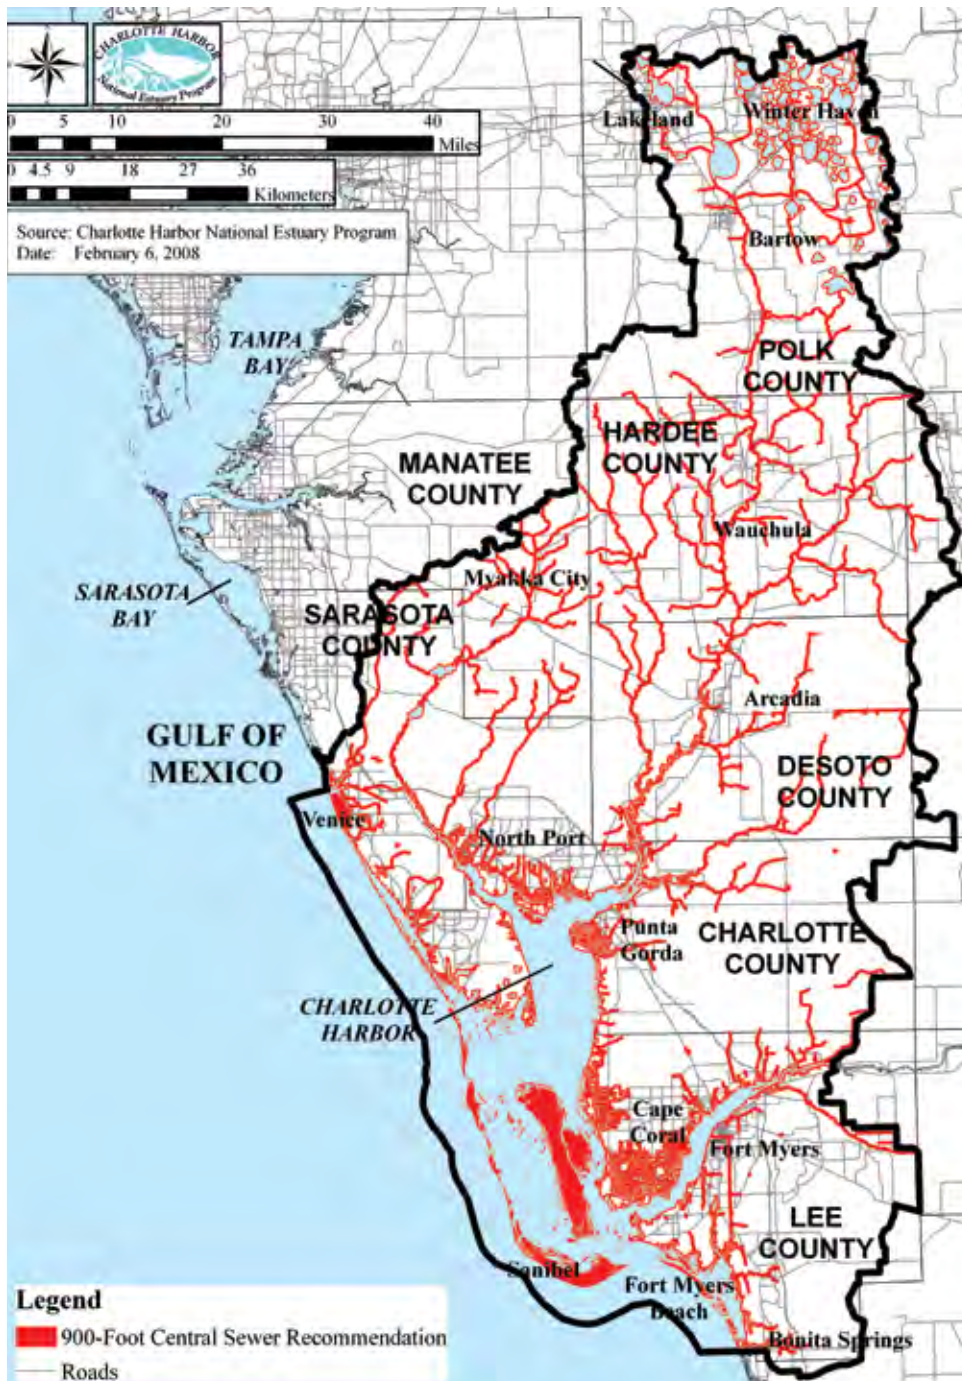 CHARLOTTE HARBOR
National Estuary Program
0 5 10 20 30 40
Miles
0 4.5 9 18 27 36
Kilometers
Source: Charlotte Harbor National Estuary Program
Date: February 6, 2008
Lakeland
Winter Haven
Bartow
TAMPA
BAY
POLK
COUNTY
HARDEE
COUNTY
MANATEE
COUNTY
Wauchula
Myakka City
SARASOTA
BAY
SARASOTA
COUNTY
Arcadia
GULF OF
MEXICO
DESOTO
COUNTY
Venice
North Port
Punta
Gorda
CHARLOTTE
COUNTY
CHARLOTTE
HARBOR
Cape
Coral
Fort Myers
LEE
COUNTY
Sanibel
Fort Myers
Beach
Bonita Springs
Legend
900-Foot Central Sewer Recommendation
Roads